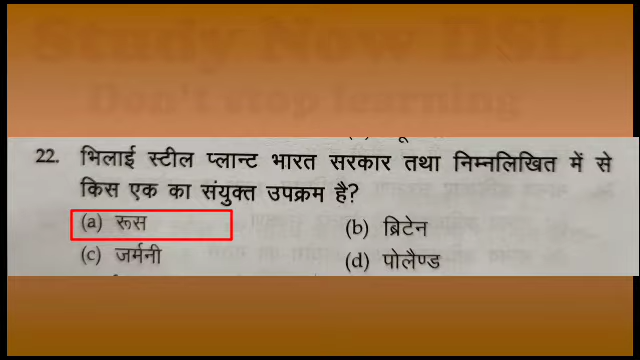 Study Now DSL
Don't stop learning
22. भिलाई स्टील प्लान्ट भारत सरकार तथा निम्नलिखित में से
किस एक का संयुक्त उपक्रम है?
(a) रूस
(b) ब्रिटेन
(c) जर्मनी
(d) पोलैण्ड